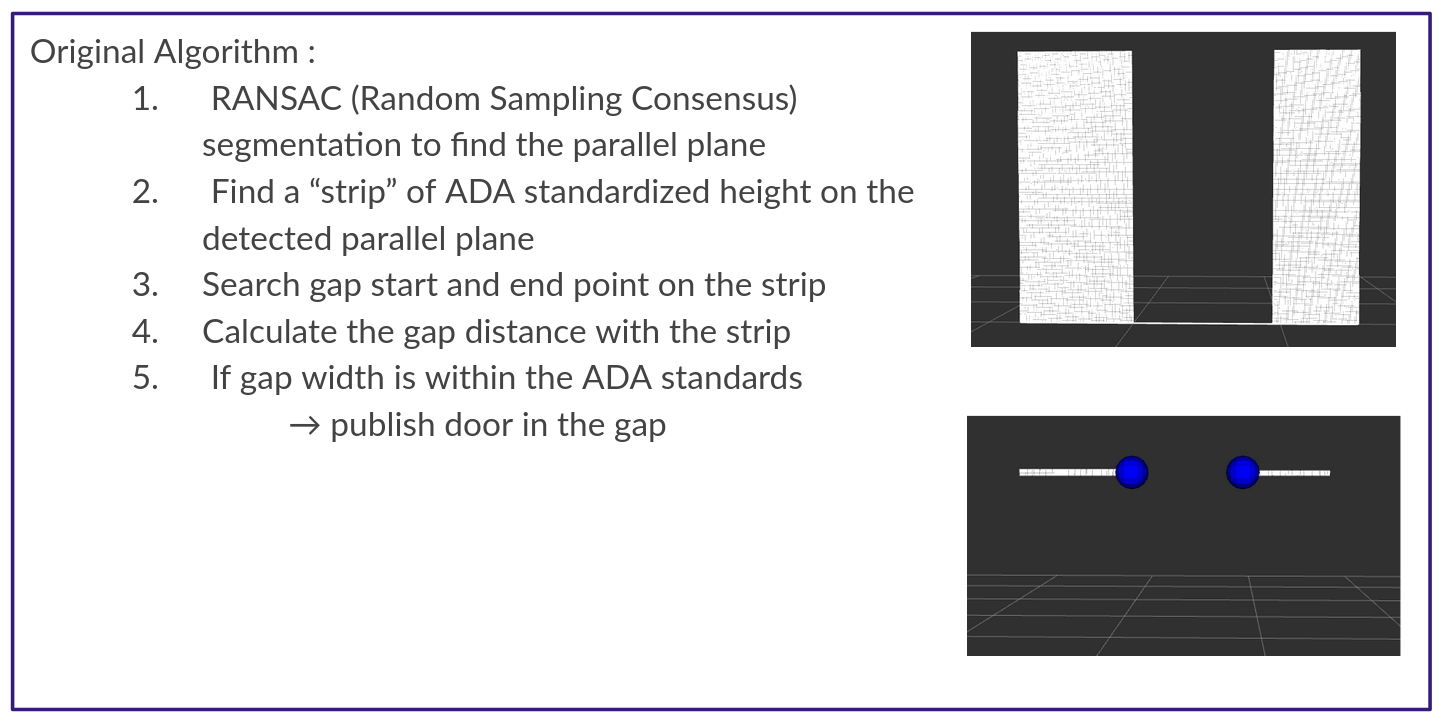 Original Algorithm :
1. RANSAC (Random Sampling Consensus)
segmentation to find the parallel plane
2. Find a “strip” of ADA standardized height on the
detected parallel plane
3. Search gap start and end point on the strip
4. Calculate the gap distance with the strip
5. If gap width is within the ADA standards
→ publish door in the gap